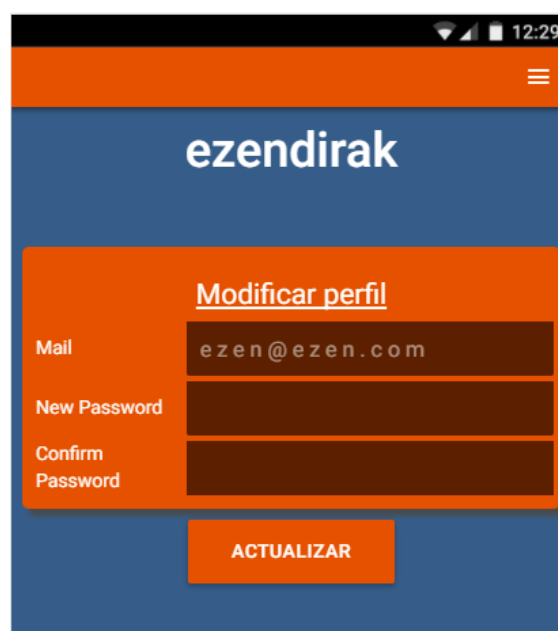 12:29
ezendirak
Modificar perfil
Mail
ezen@ezen.com
New Password
Confirm
Password
ACTUALIZAR